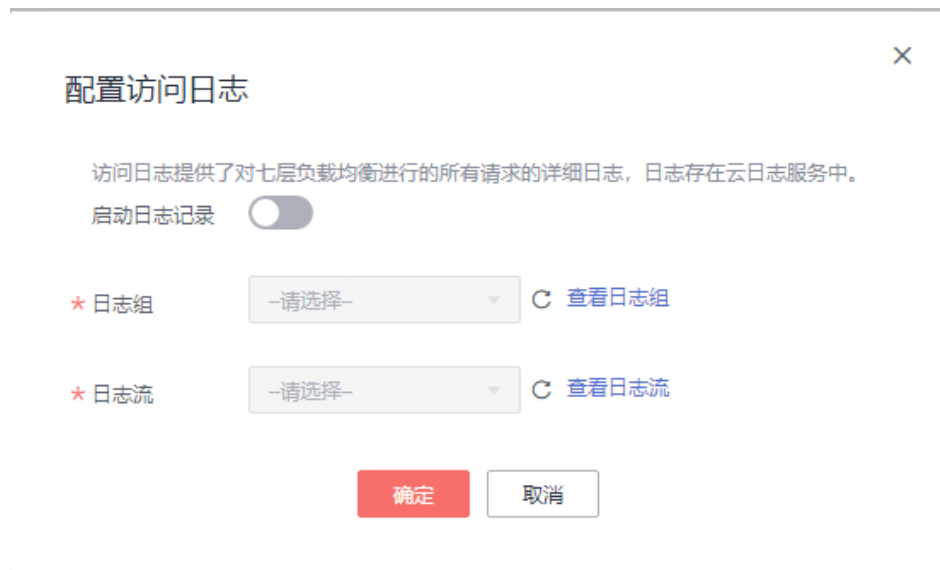 配置访问日志
访问日志提供了对七层负载均衡进行的所有请求的详细日志，日志存在云日志服务中。
启动日志记录
* 日志组 --请选择-- 查看日志组
* 日志流 --请选择-- 查看日志流
确定 取消